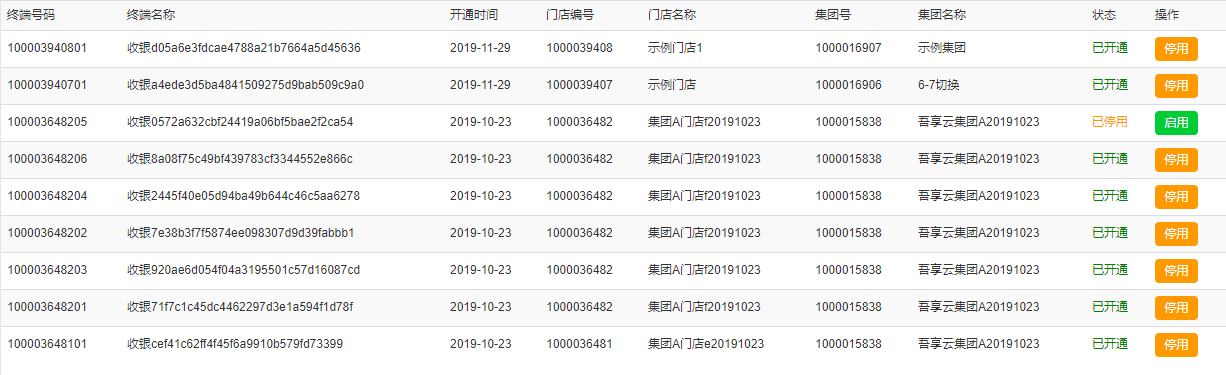 终端号码 终端名称 开通时间 门店编号 门店名称 集团号 集团名称 状态 操作
100003940801 收银d05a6e3fdcae4788a21b7664a5d45636 2019-11-29 1000039408 示例门店1 1000016907 示例集团 已开通 停用
100003940701 收银a4ede3d5ba4841509275d9bab509c9a0 2019-11-29 1000039407 示例门店 1000016906 6-7切换 已开通 停用
100003648205 收银0572a632cbf24419a06bf5bae2f2ca54 2019-10-23 1000036482 集团A门店f20191023 1000015838 吾享云集团A20191023 已停用 启用
100003648206 收银8a08f75c49bf439783cf3344552e866c 2019-10-23 1000036482 集团A门店f20191023 1000015838 吾享云集团A20191023 已开通 停用
100003648204 收银2445f40e05d94ba49b644c46c5aa6278 2019-10-23 1000036482 集团A门店f20191023 1000015838 吾享云集团A20191023 已开通 停用
100003648202 收银7e38b3f7f5874ee098307d9d39fabbb1 2019-10-23 1000036482 集团A门店f20191023 1000015838 吾享云集团A20191023 已开通 停用
100003648203 收银920ae6d054f04a3195501c57d16087cd 2019-10-23 1000036482 集团A门店f20191023 1000015838 吾享云集团A20191023 已开通 停用
100003648201 收银71f7c1c45dc4462297d3e1a594f1d78f 2019-10-23 1000036482 集团A门店f20191023 1000015838 吾享云集团A20191023 已开通 停用
100003648101 收银cef41c62ff4f45f6a9910b579fd73399 2019-10-23 1000036481 集团A门店e20191023 1000015838 吾享云集团A20191023 已开通 停用